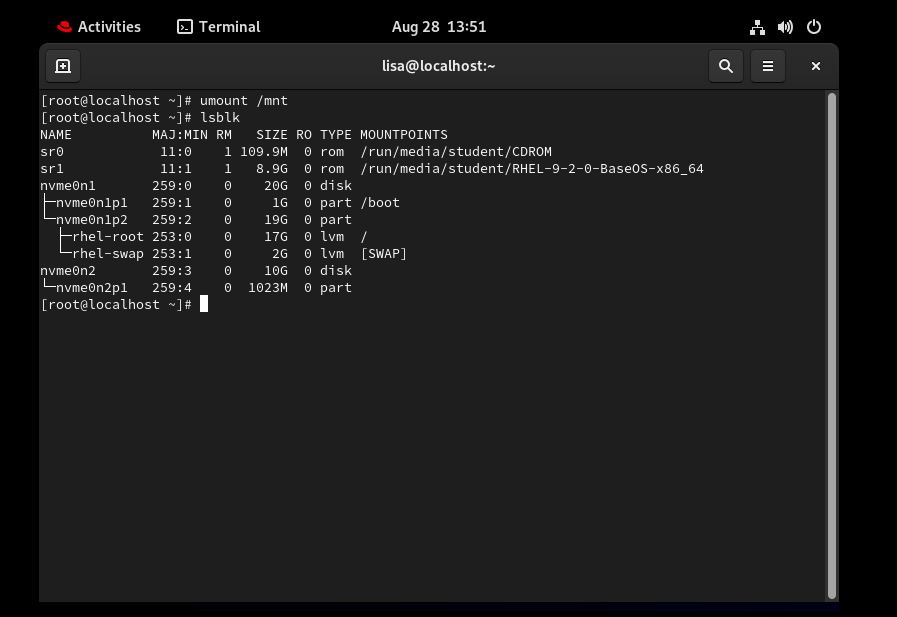 Activities Terminal Aug 28 13:51
lisa@localhost:~
[root@localhost ~]# umount /mnt
[root@localhost ~]# lsblk
NAME          MAJ:MIN RM   SIZE RO TYPE MOUNTPOINTS
sr0            11:0    1 109.9M  0 rom  /run/media/student/CDROM
sr1            11:1    1   8.9G  0 rom  /run/media/student/RHEL-9-2-0-BaseOS-x86_64
nvme0n1       259:0    0    20G  0 disk
├─nvme0n1p1   259:1    0     1G  0 part /boot
└─nvme0n1p2   259:2    0    19G  0 part
  ├─rhel-root 253:0    0    17G  0 lvm  /
  └─rhel-swap 253:1    0     2G  0 lvm  [SWAP]
nvme0n2       259:3    0    10G  0 disk
└─nvme0n2p1   259:4    0  1023M  0 part
[root@localhost ~]#